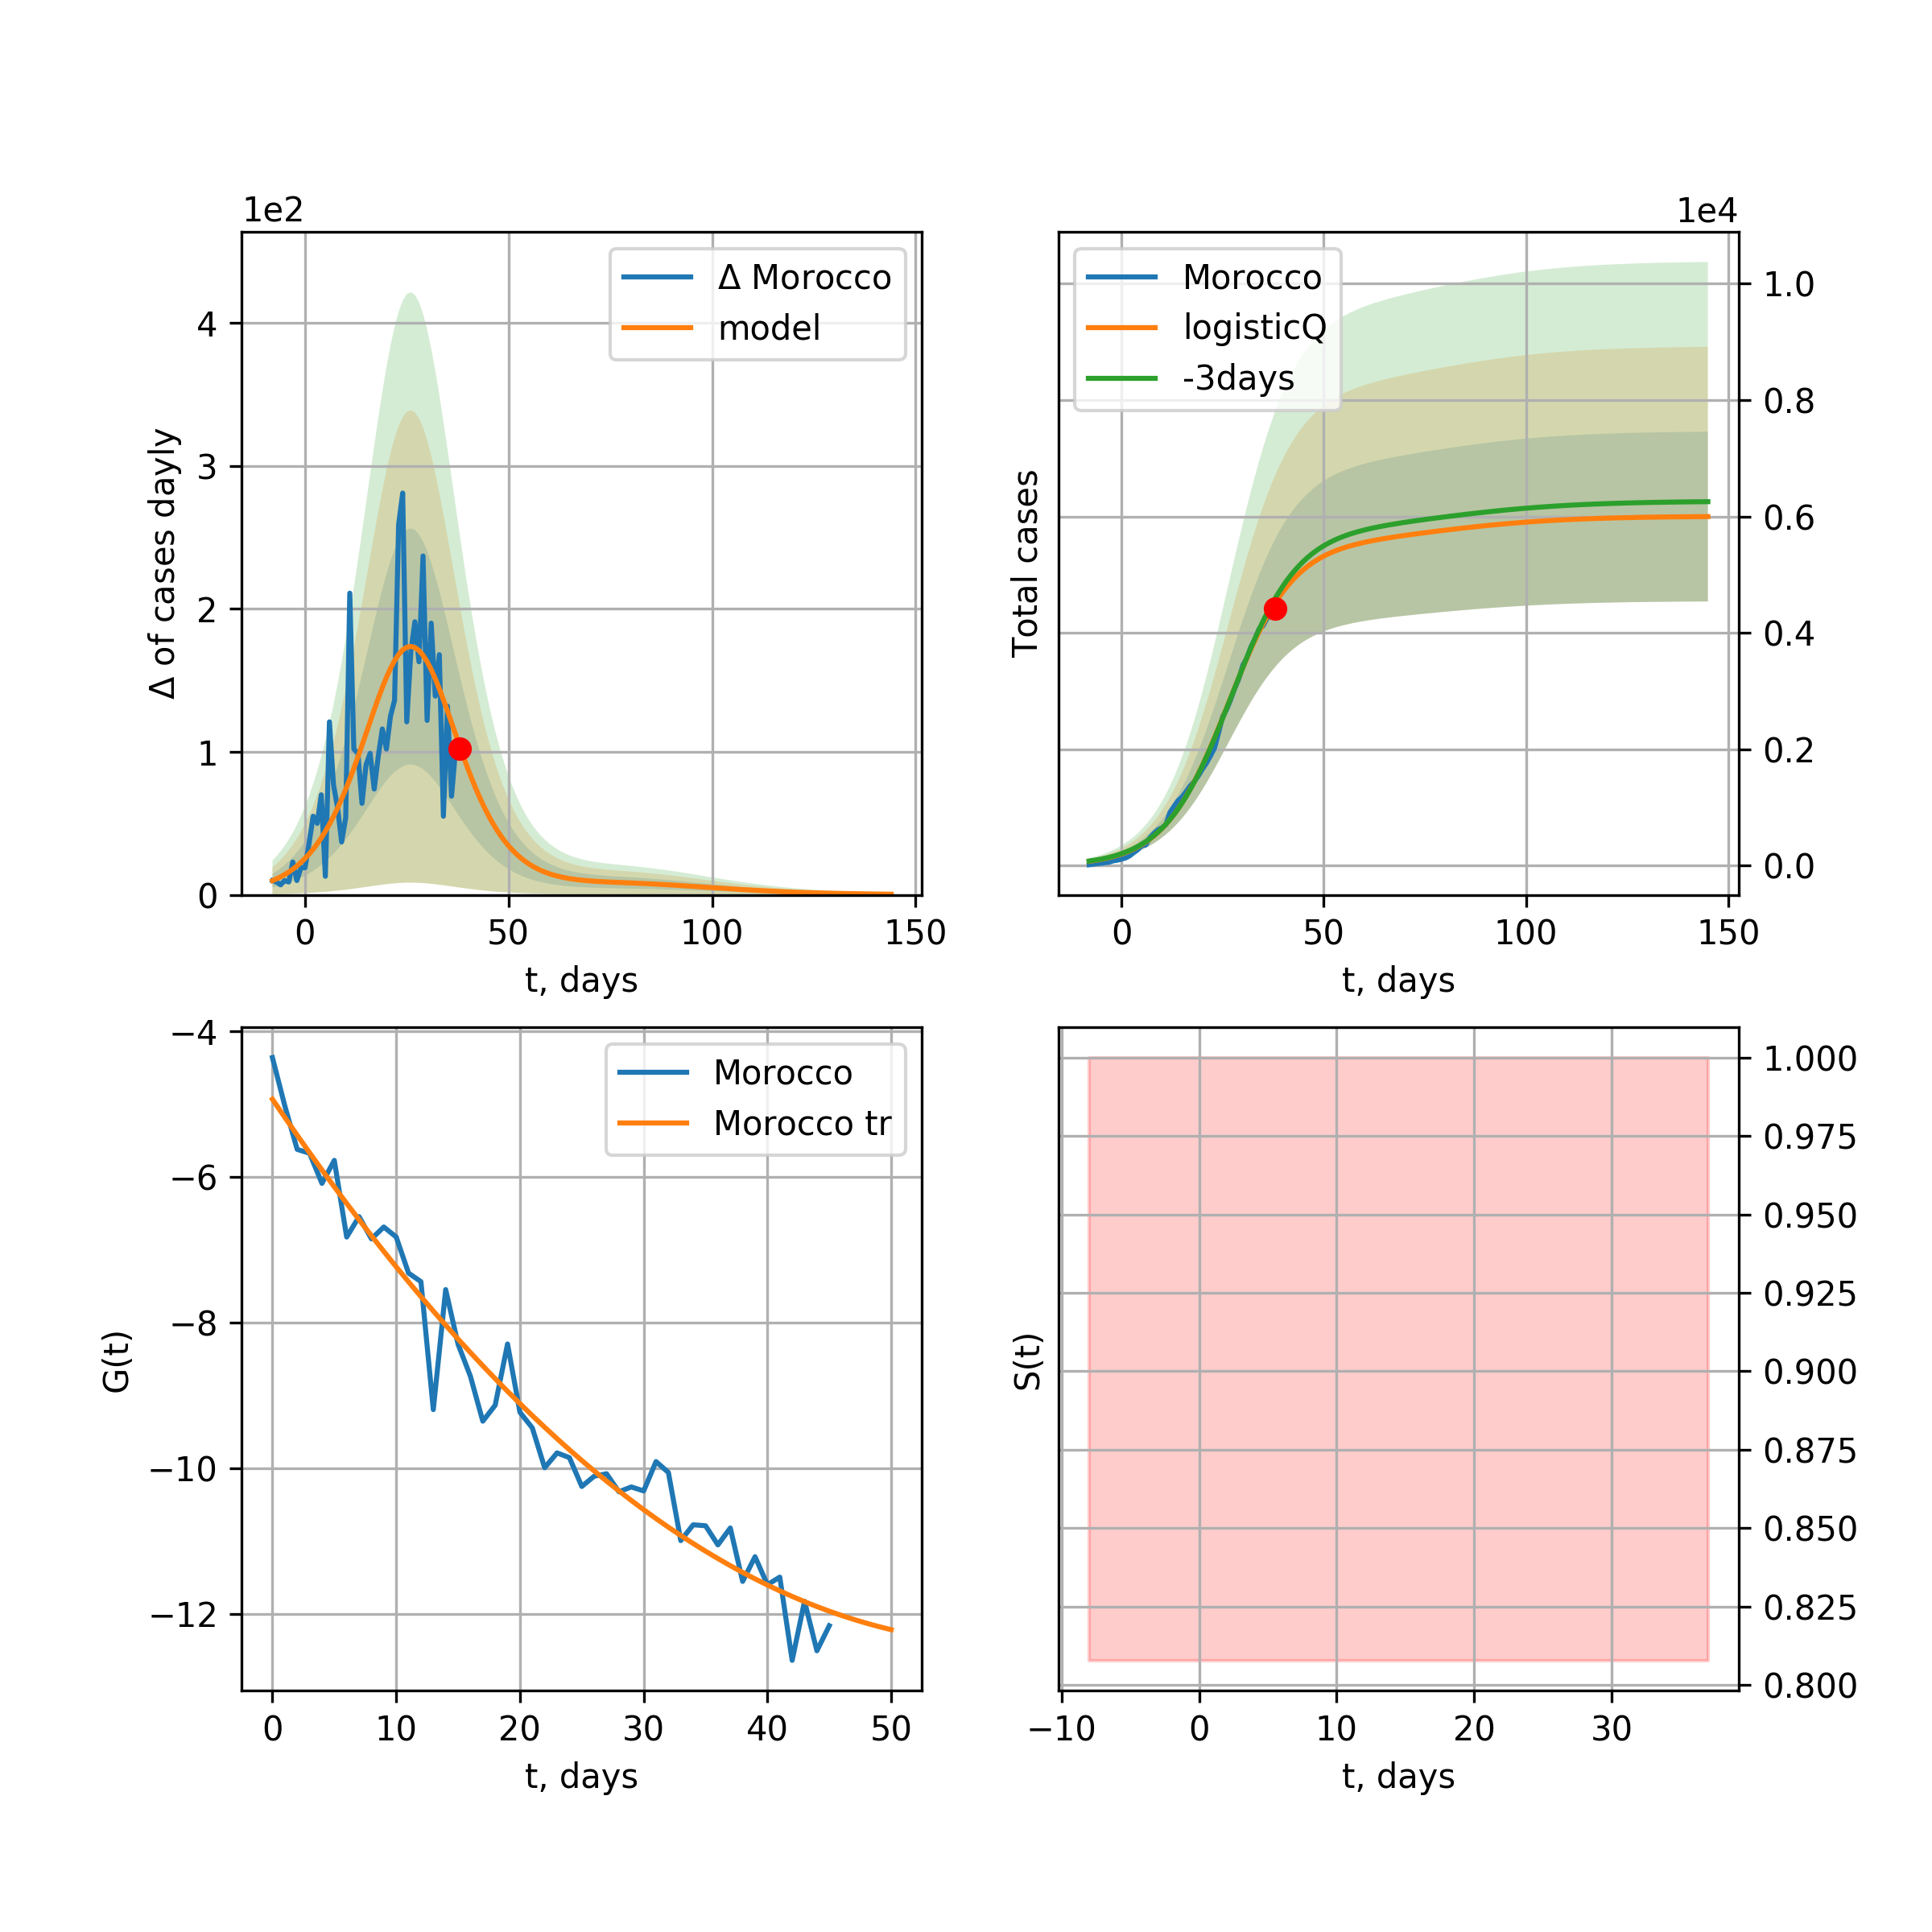 1e2
Δ of cases dayly
4
3
2
1
0
Δ Morocco
model
0 50 100 150
t, days
1e4
Total cases
Morocco
logisticQ
-3days
1.0
0.8
0.6
0.4
0.2
0.0
0 50 100 150
t, days
G(t)
−4
−6
−8
−10
−12
Morocco
Morocco tr
0 10 20 30 40 50
t, days
S(t)
1.000
0.975
0.950
0.925
0.900
0.875
0.850
0.825
0.800
−10 0 10 20 30
t, days